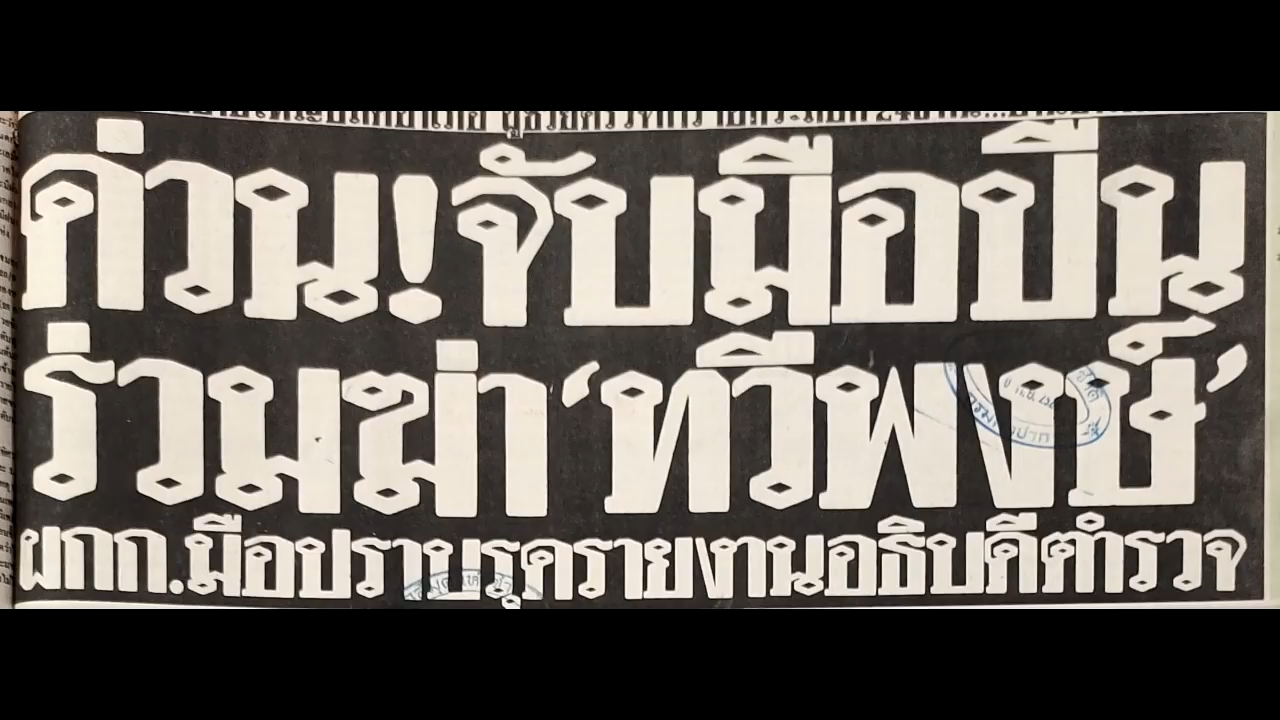 ด่วน! จับมือปืน
ร่วมฆ่า ‘ทวีพงษ์’
ผกก.มือปราบรุดรายงานอธิบดีตำรวจ